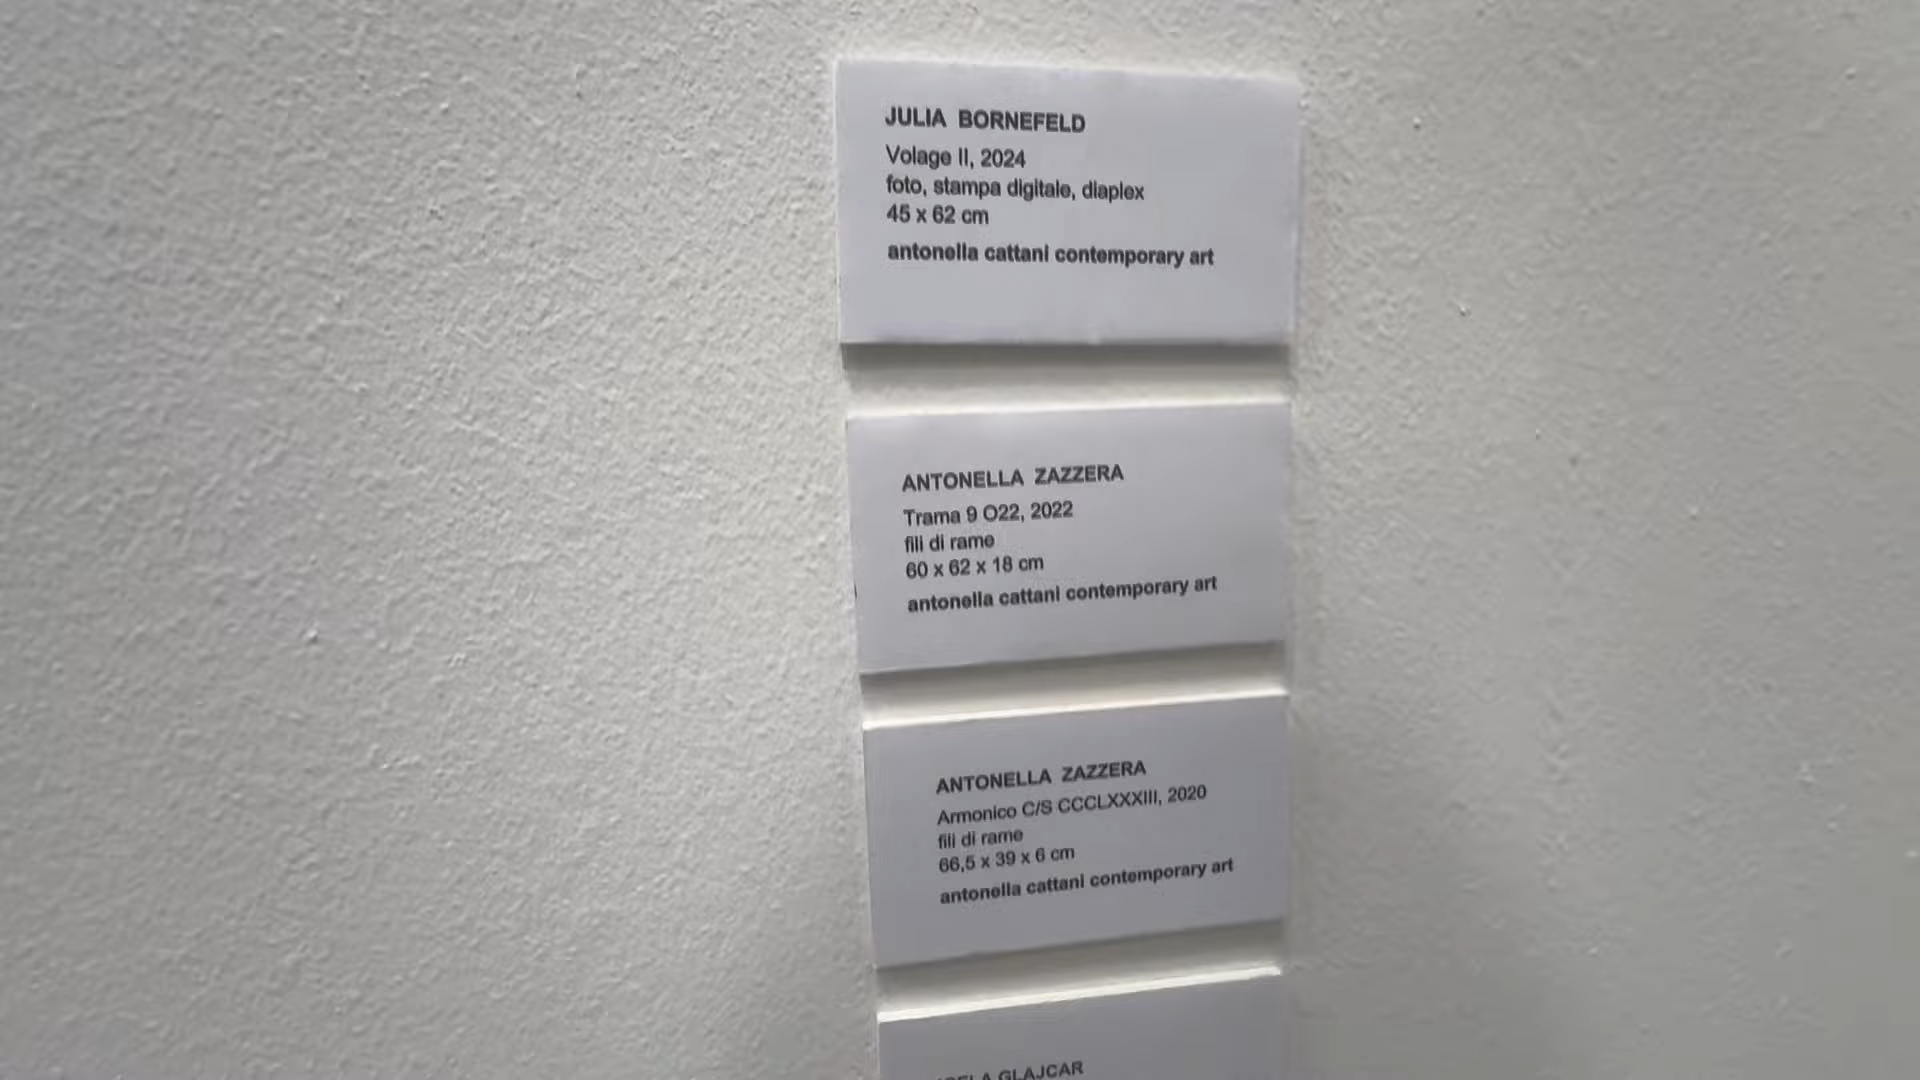 JULIA BORNEFELD
Volage II, 2024
foto, stampa digitale, diaplex
45 x 62 cm
antonella cattani contemporary art
ANTONELLA ZAZZERA
Trama 9 O22, 2022
fili di rame
60 x 62 x 18 cm
antonella cattani contemporary art
ANTONELLA ZAZZERA
Armonico C/S CCCLXXXIII, 2020
fili di rame
66,5 x 39 x 6 cm
antonella cattani contemporary art
GLAJCAR